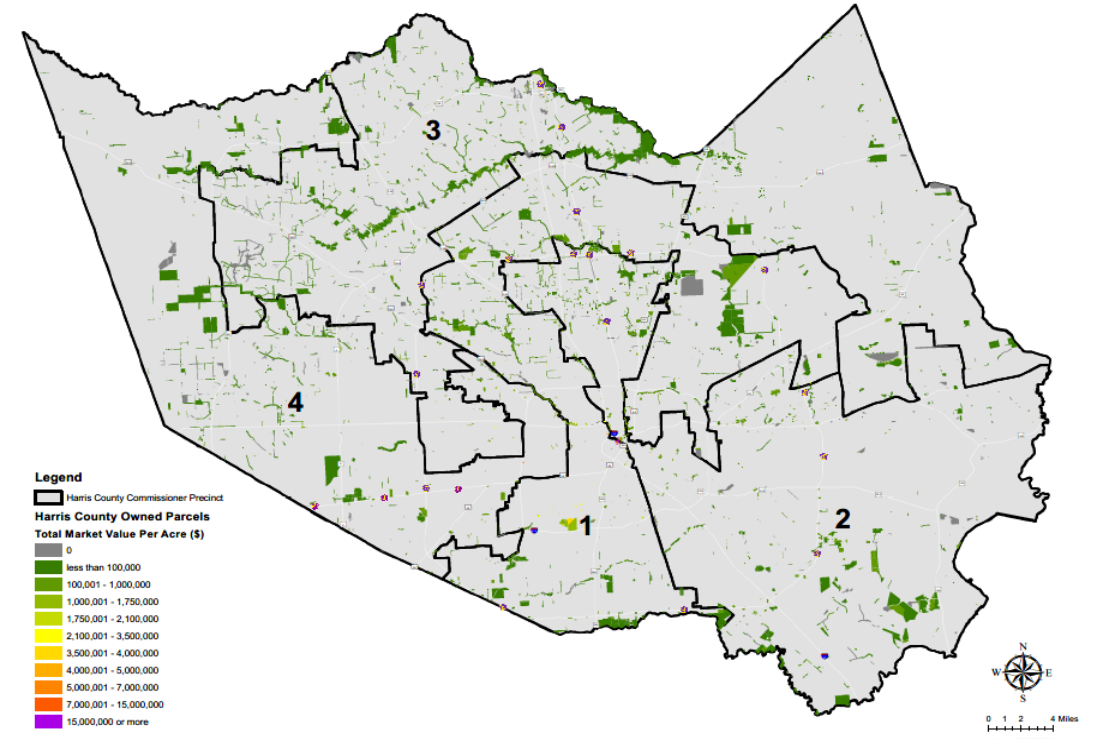 3
4
1
2
Legend
Harris County Commissioner Precinct
Harris County Owned Parcels
Total Market Value Per Acre ($)
0
less than 100,000
100,001 - 1,000,000
1,000,001 - 1,750,000
1,750,001 - 2,100,000
2,100,001 - 3,500,000
3,500,001 - 4,000,000
4,000,001 - 5,000,000
5,000,001 - 7,000,000
7,000,001 - 15,000,000
15,000,000 or more
N
W E
S
0 1 2 4 Miles